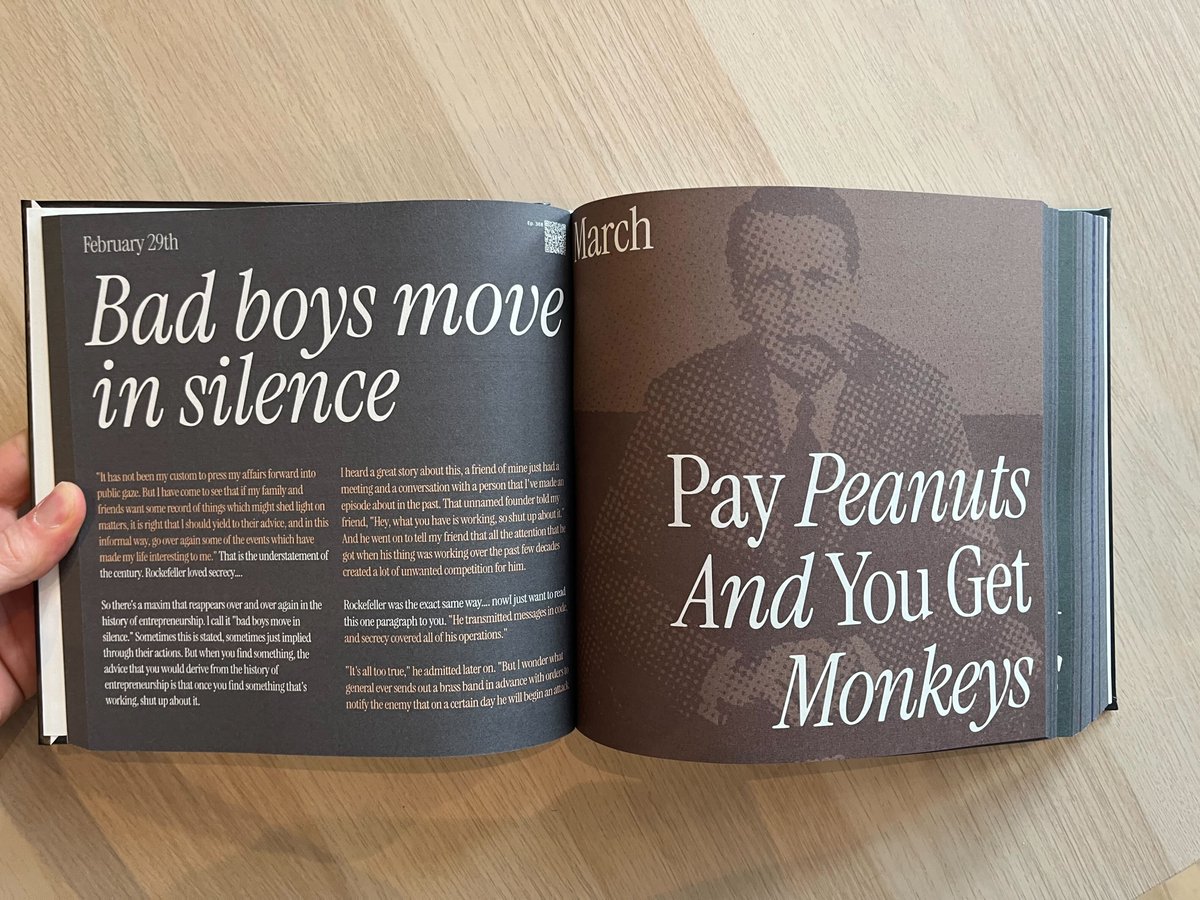 February 29th
Ep. 368
Bad boys move
in silence
"It has not been my custom to press my affairs forward into
public gaze. But I have come to see that if my family and
friends want some record of things which might shed light on
matters, it is right that I should yield to their advice, and in this
informal way, go over again some of the events which have
made my life interesting to me." That is the understatement of
the century. Rockefeller loved secrecy....
So there's a maxim that reappears over and over again in the
history of entrepreneurship. I call it "bad boys move in
silence." Sometimes this is stated, sometimes just implied
through their actions. But when you find something, the
advice that you would derive from the history of
entrepreneurship is that once you find something that's
working, shut up about it.
I heard a great story about this, a friend of mine just had a
meeting and a conversation with a person that I've made an
episode about in the past. That unnamed founder told my
friend, "Hey, what you have is working, so shut up about it."
And he went on to tell my friend that all the attention that he
got when his thing was working over the past few decades
created a lot of unwanted competition for him.
Rockefeller was the exact same way.... now I just want to read
this one paragraph to you. "He transmitted messages in code,
and secrecy covered all of his operations."
"It's all too true," he admitted later on. "But I wonder what
general ever sends out a brass band in advance with orders to
notify the enemy that on a certain day he will begin an attack.
March
Pay Peanuts
And You Get
Monkeys